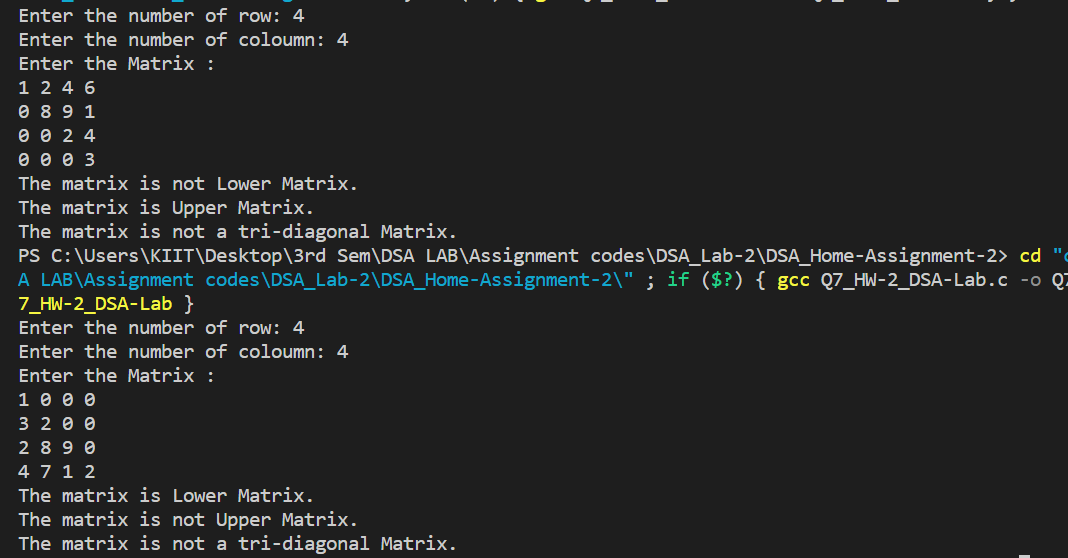 Enter the number of row: 4
Enter the number of coloumn: 4
Enter the Matrix :
1 2 4 6
0 8 9 1
0 0 2 4
0 0 0 3
The matrix is not Lower Matrix.
The matrix is Upper Matrix.
The matrix is not a tri-diagonal Matrix.
PS C:\Users\KIIT\Desktop\3rd Sem\DSA LAB\Assignment codes\DSA_Lab-2\DSA_Home-Assignment-2> cd "
A LAB\Assignment codes\DSA_Lab-2\DSA_Home-Assignment-2\" ; if ($?) { gcc Q7_HW-2_DSA-Lab.c -o Q7
7_HW-2_DSA-Lab }
Enter the number of row: 4
Enter the number of coloumn: 4
Enter the Matrix :
1 0 0 0
3 2 0 0
2 8 9 0
4 7 1 2
The matrix is Lower Matrix.
The matrix is not Upper Matrix.
The matrix is not a tri-diagonal Matrix.